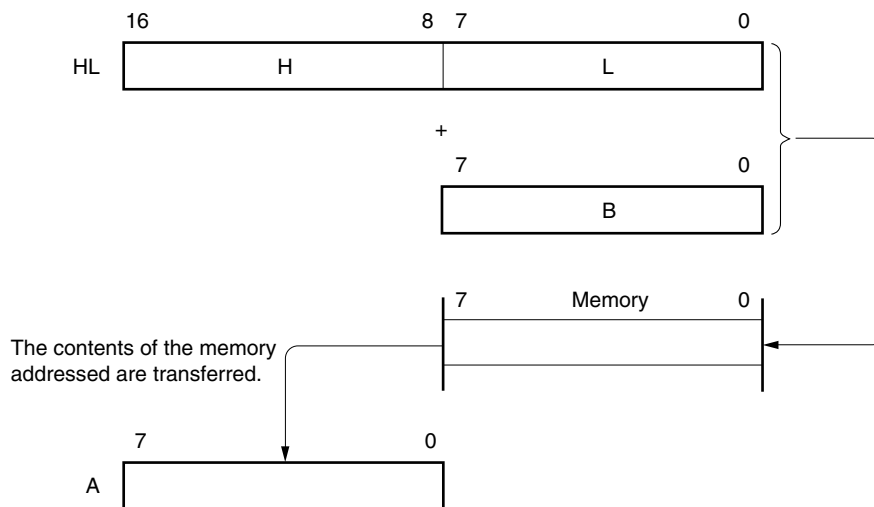 16 8 7 0
HL H L
+
7 0
B
7 Memory 0
The contents of the memory
addressed are transferred.
7 0
A